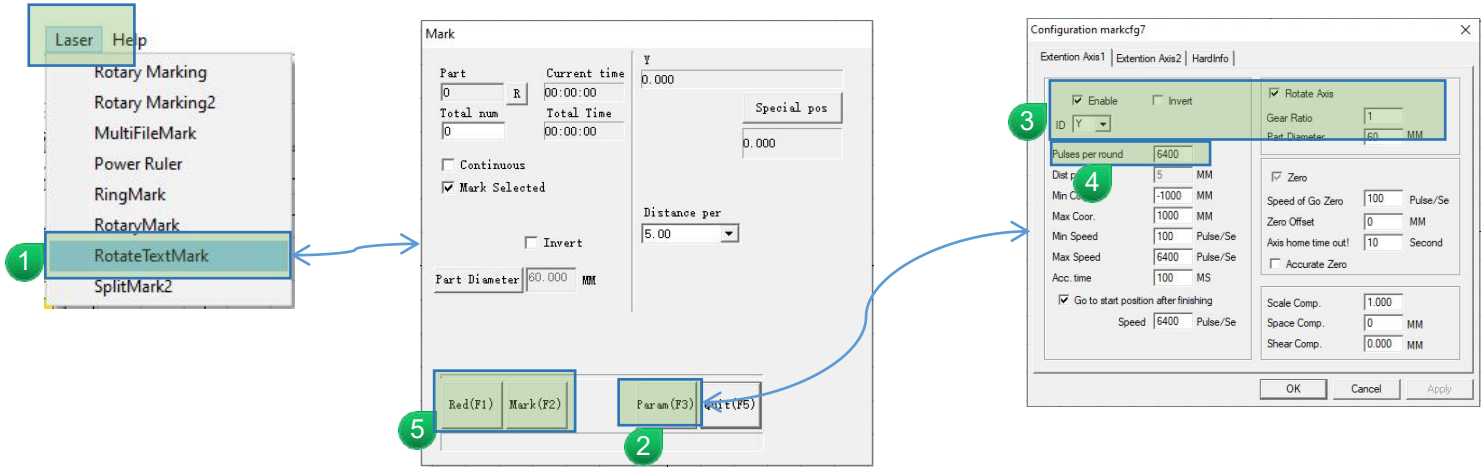 Laser Help
Rotary Marking
Rotary Marking2
MultiFileMark
Power Ruler
RingMark
RotaryMark
1
RotateTextMark
SplitMark2
Mark
Part
Current time
0
R
00:00:00
Total num
Total Time
0
00:00:00
Continuous
Mark Selected
Invert
Part Diameter 60.000 MM
Y
0.000
Special pos
0.000
Distance per
5.00
Red(F1) Mark(F2) Param(F3) Quit(F5)
5
2
Configuration markcfg7
Extention Axis1 Extention Axis2 HardInfo
3
Enable Invert
ID Y
Pulses per round 6400
4
Dist 5 MM
Min -1000 MM
Max Coor. 1000 MM
Min Speed 100 Pulse/Se
Max Speed 6400 Pulse/Se
Acc. time 100 MS
Go to start position after finishing
Speed 6400 Pulse/Se
Rotate Axis
Gear Ratio 1
Part Diameter 60 MM
Zero
Speed of Go Zero 100 Pulse/Se
Zero Offset 0 MM
Axis home time out! 10 Second
Accurate Zero
Scale Comp. 1.000
Space Comp. 0 MM
Shear Comp. 0.000 MM
OK Cancel Apply